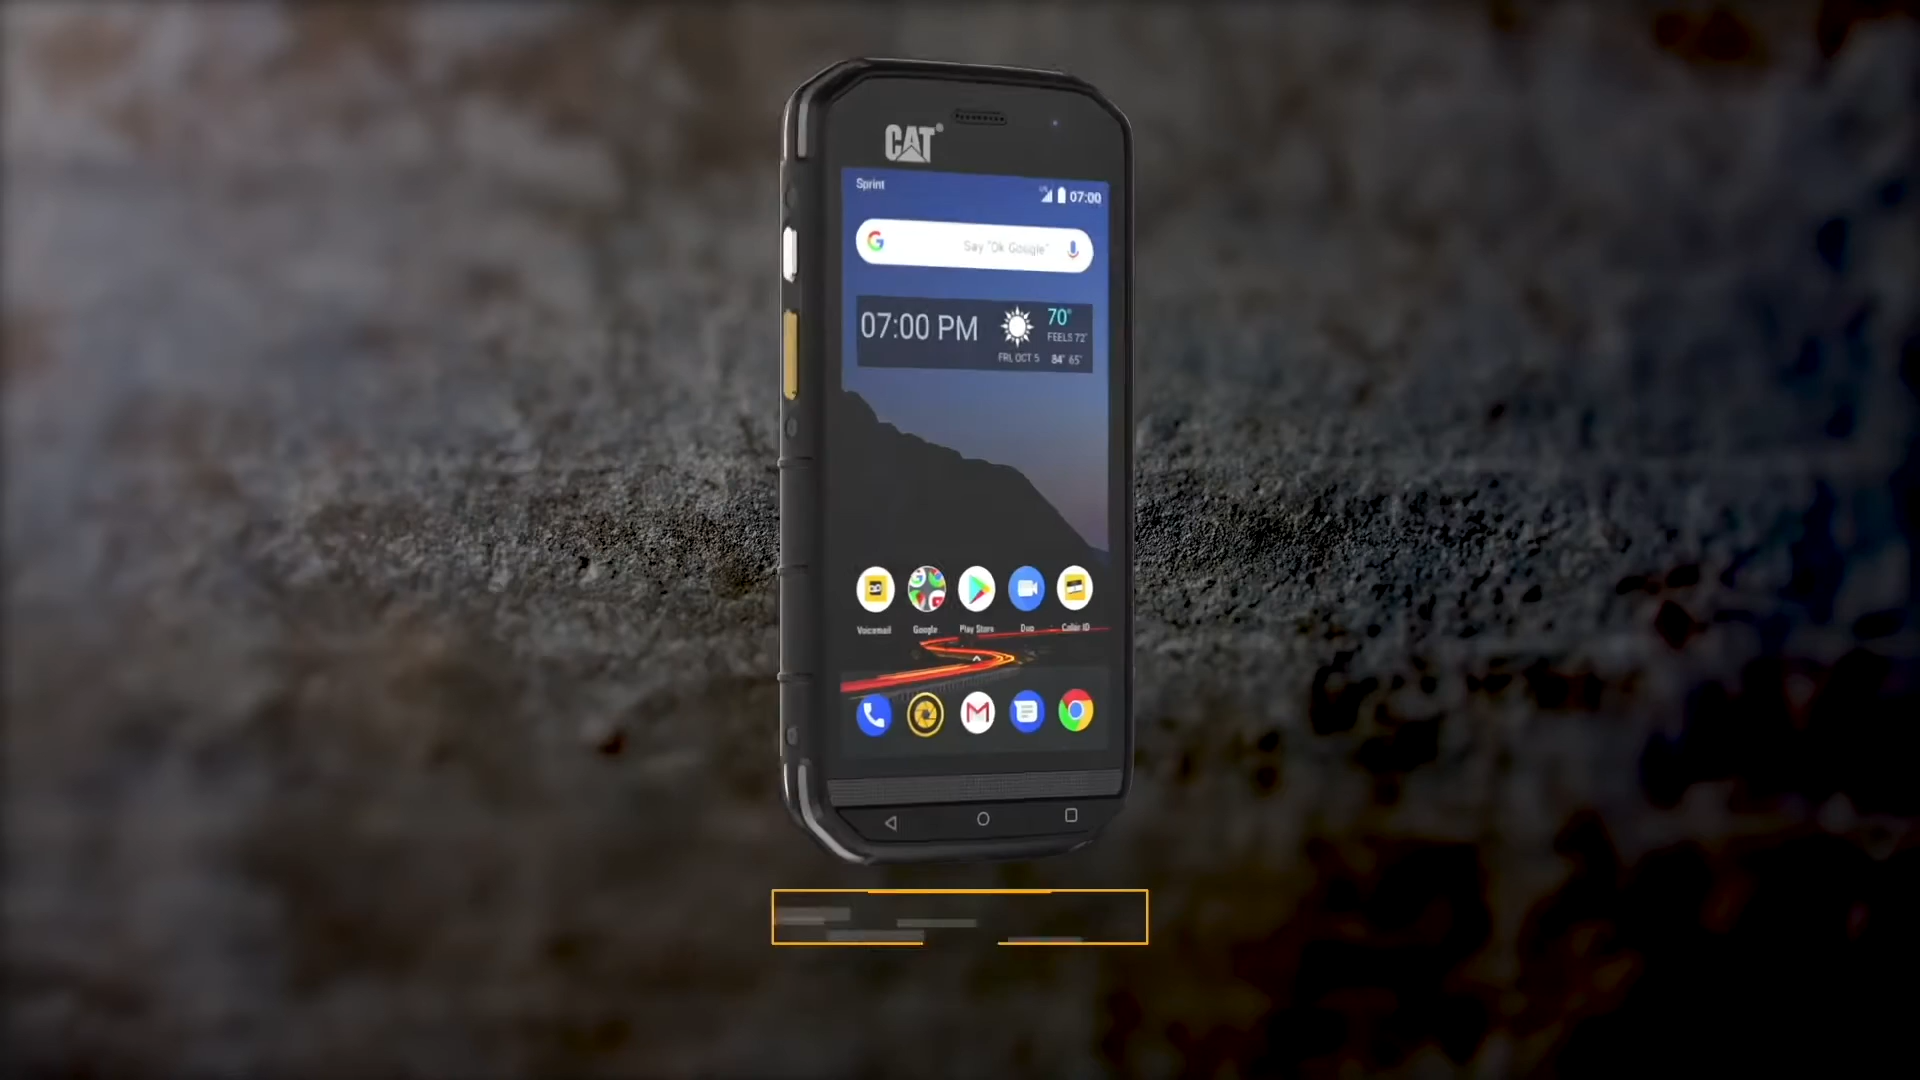 CAT®
Sprint
07:00
Say "Ok Google"
07:00 PM
70°
FEELS 72°
FRI, OCT 5
84° 65°
Voicemail
Google
Play Store
Duo
Caller ID